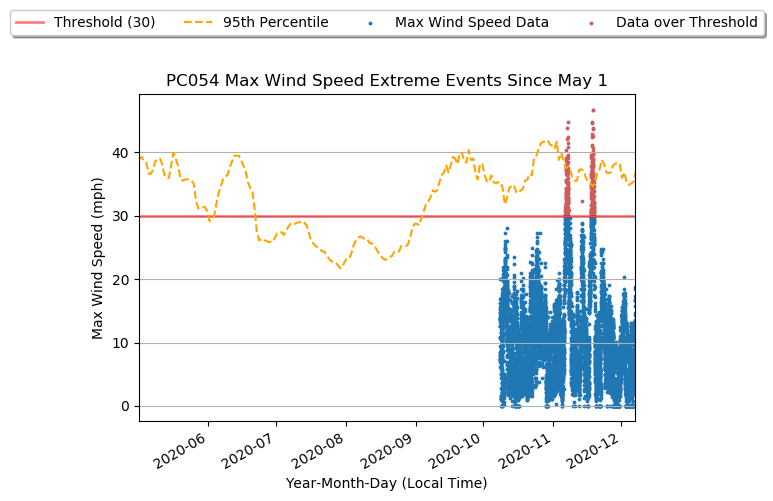 Threshold (30) 95th Percentile Max Wind Speed Data Data over Threshold
PC054 Max Wind Speed Extreme Events Since May 1
Max Wind Speed (mph)
40
30
20
10
0
2020-06 2020-07 2020-08 2020-09 2020-10 2020-11 2020-12
Year-Month-Day (Local Time)